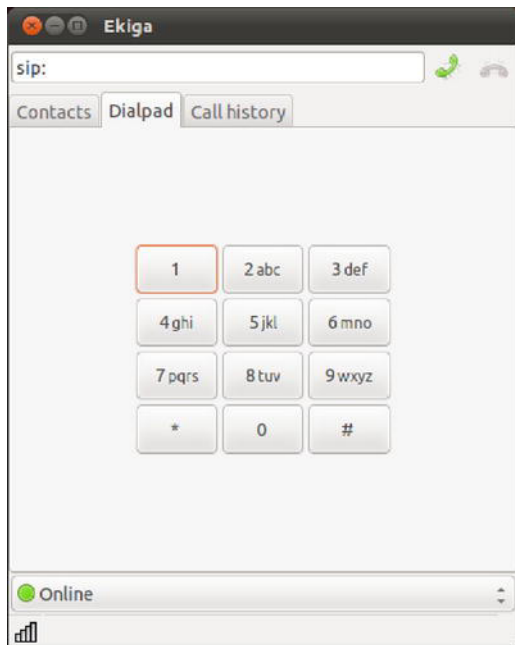 Ekiga
sip:
Contacts Dialpad Call history
1 2 abc 3 def
4 ghi 5 jkl 6 mno
7 pqrs 8 tuv 9 wxyz
* 0 #
Online